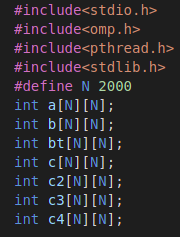 #include<stdio.h>
#include<omp.h>
#include<pthread.h>
#include<stdlib.h>
#define N 2000
int a[N][N];
int b[N][N];
int bt[N][N];
int c[N][N];
int c2[N][N];
int c3[N][N];
int c4[N][N];